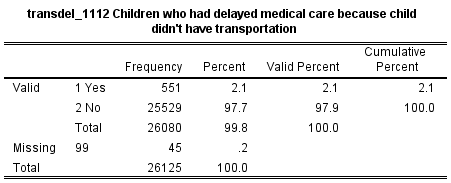 transdel_1112 Children who had delayed medical care because child
didn't have transportation
Cumulative
Frequency Percent Valid Percent Percent
Valid 1 Yes 551 2.1 2.1 2.1
2 No 25529 97.7 97.9 100.0
Total 26080 99.8 100.0
Missing 99 45 .2
Total 26125 100.0